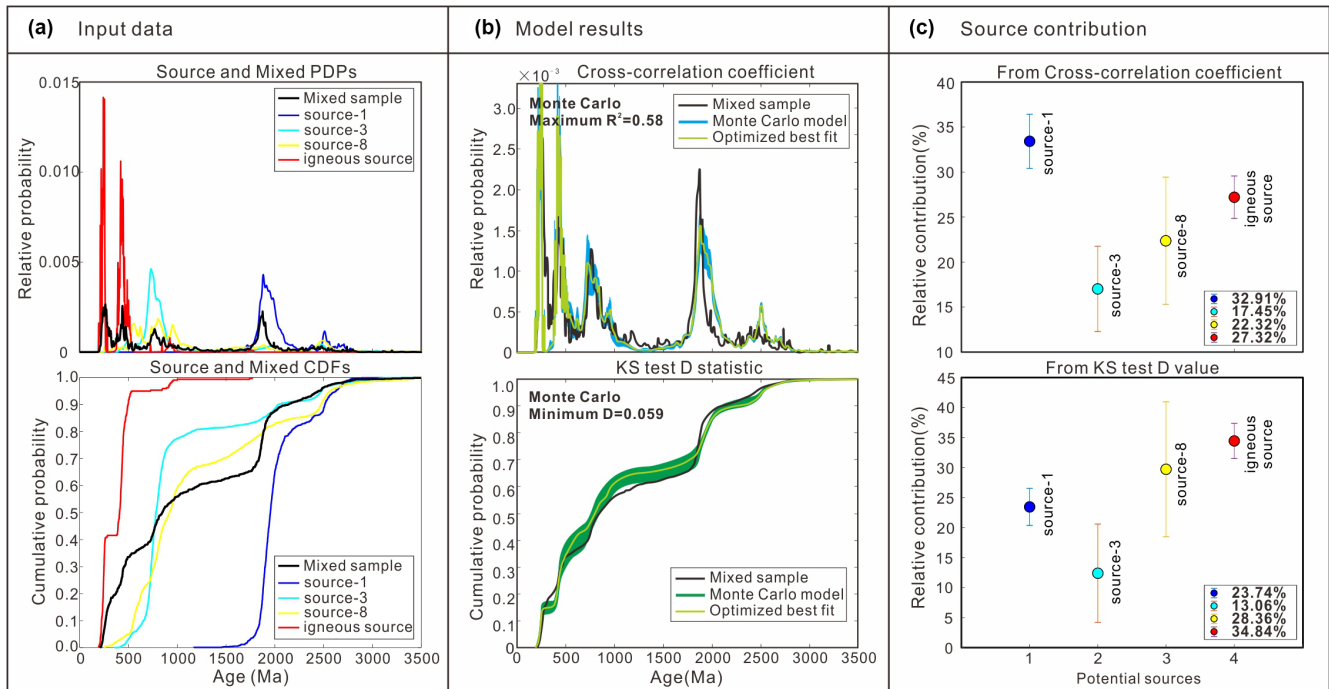 (a) Input data
(b) Model results
(c) Source contribution
Source and Mixed PDPs
0.015
0.010
0.005
0
Relative probability
Mixed sample
source-1
source-3
source-8
igneous source
Source and Mixed CDFs
1.0
0.9
0.8
0.7
0.6
0.5
0.4
0.3
0.2
0.1
0.0
Cumulative probability
Mixed sample
source-1
source-3
source-8
igneous source
0 500 1000 1500 2000 2500 3000 3500
Age (Ma)
×10⁻³
Cross-correlation coefficient
Monte Carlo
Maximum R²=0.58
Mixed sample
Monte Carlo model
Optimized best fit
3.0
2.5
2.0
1.5
1.0
0.5
0
Relative probability
KS test D statistic
Monte Carlo
Minimum D=0.059
1.0
0.9
0.8
0.7
0.6
0.5
0.4
0.3
0.2
0.1
0
Cumulative probability
Mixed sample
Monte Carlo model
Optimized best fit
0 500 1000 1500 2000 2500 3000 3500
Age(Ma)
From Cross-correlation coefficient
40
35
30
25
20
15
10
Relative contribution(%)
source-1
source-3
source-8
igneous
source
32.91%
17.45%
22.32%
27.32%
From KS test D value
45
40
35
30
25
20
15
10
5
0
Relative contribution(%)
source-1
source-3
source-8
igneous
source
23.74%
13.06%
28.36%
34.84%
1 2 3 4
Potential sources